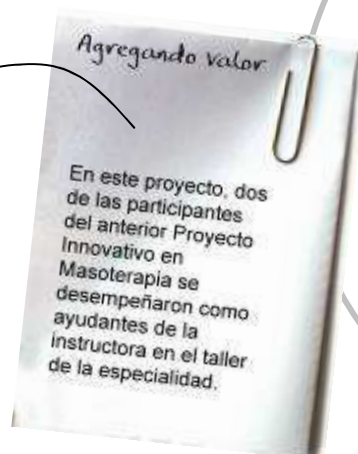 Agregando valor
En este proyecto, dos
de las participantes
del anterior Proyecto
Innovativo en
Masoterapia se
desempeñaron como
ayudantes de la
instructora en el taller
de la especialidad.